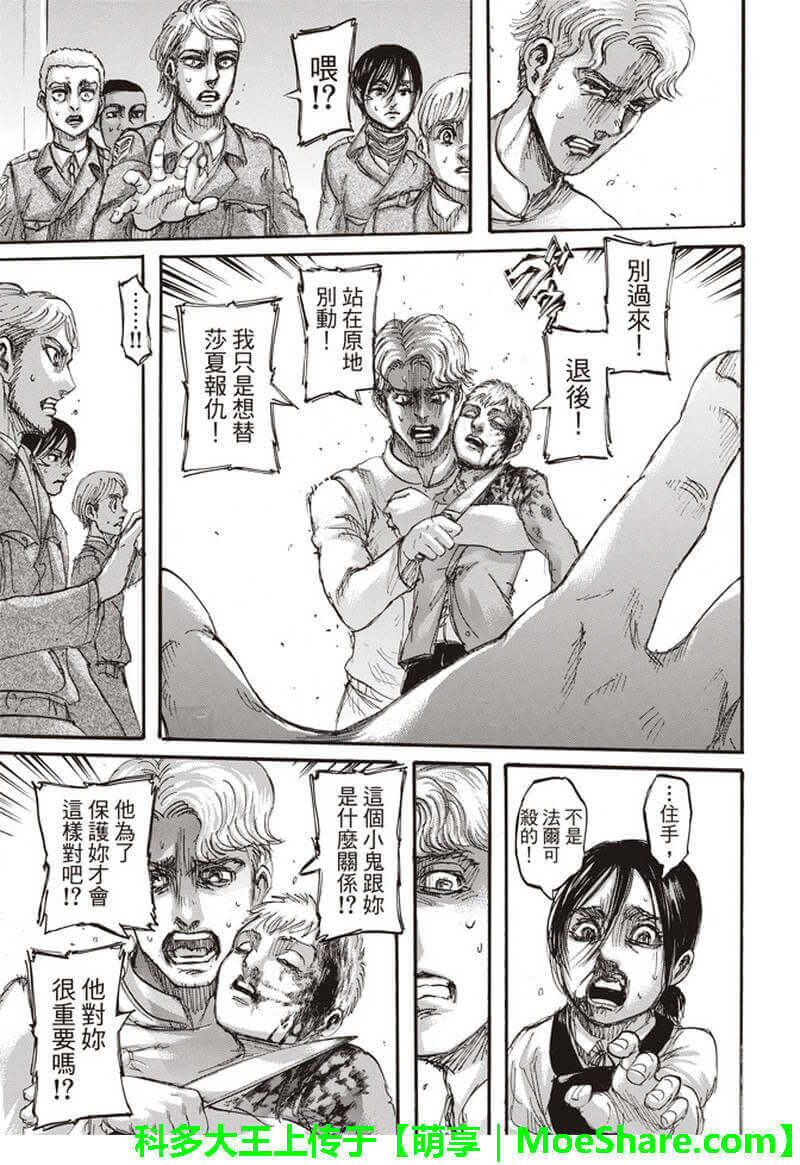 喂!?
別過來！
退後！
站在原地
別動！
我只是想替
莎夏報仇！
……!!
…住手，
不是
法爾可
殺的！
這個小鬼跟妳
是什麼關係!?
他為了
保護妳才會
這樣對吧!?
他對妳
很重要嗎!?
科多大王上传于【萌享｜MoeShare.com】